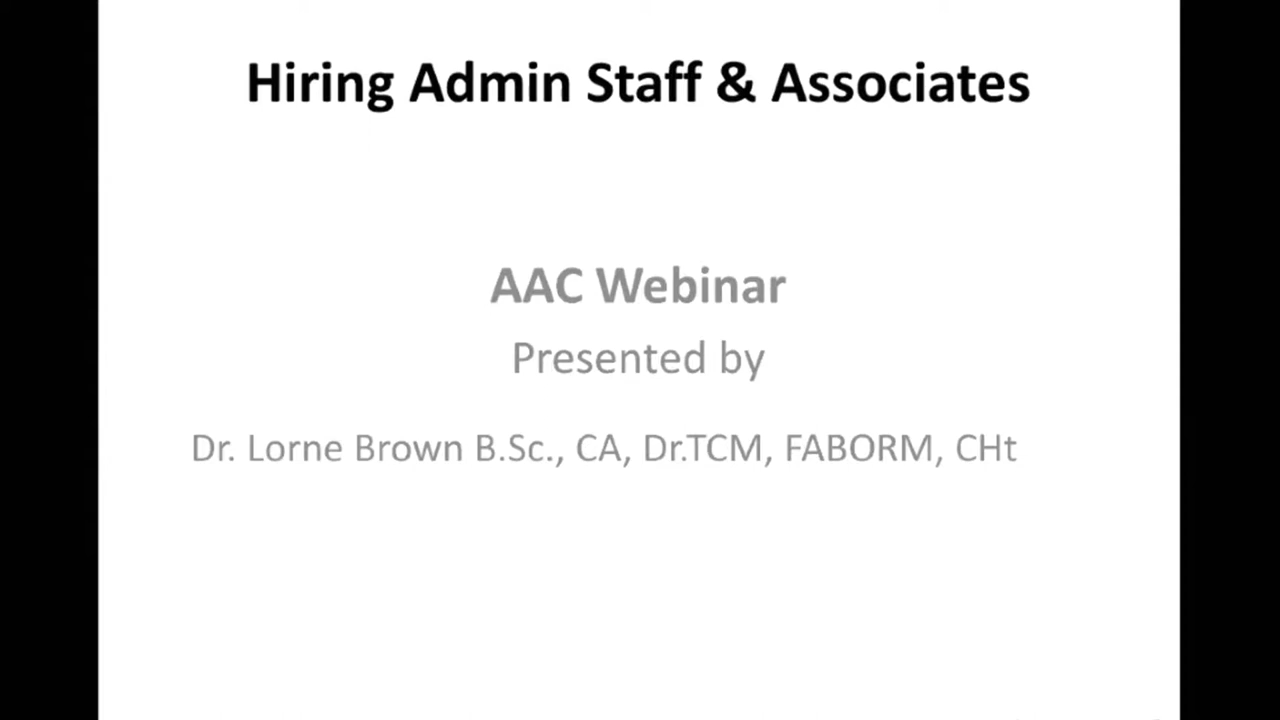 Hiring Admin Staff & Associates
AAC Webinar
Presented by
Dr. Lorne Brown B.Sc., CA, Dr.TCM, FABORM, CHt